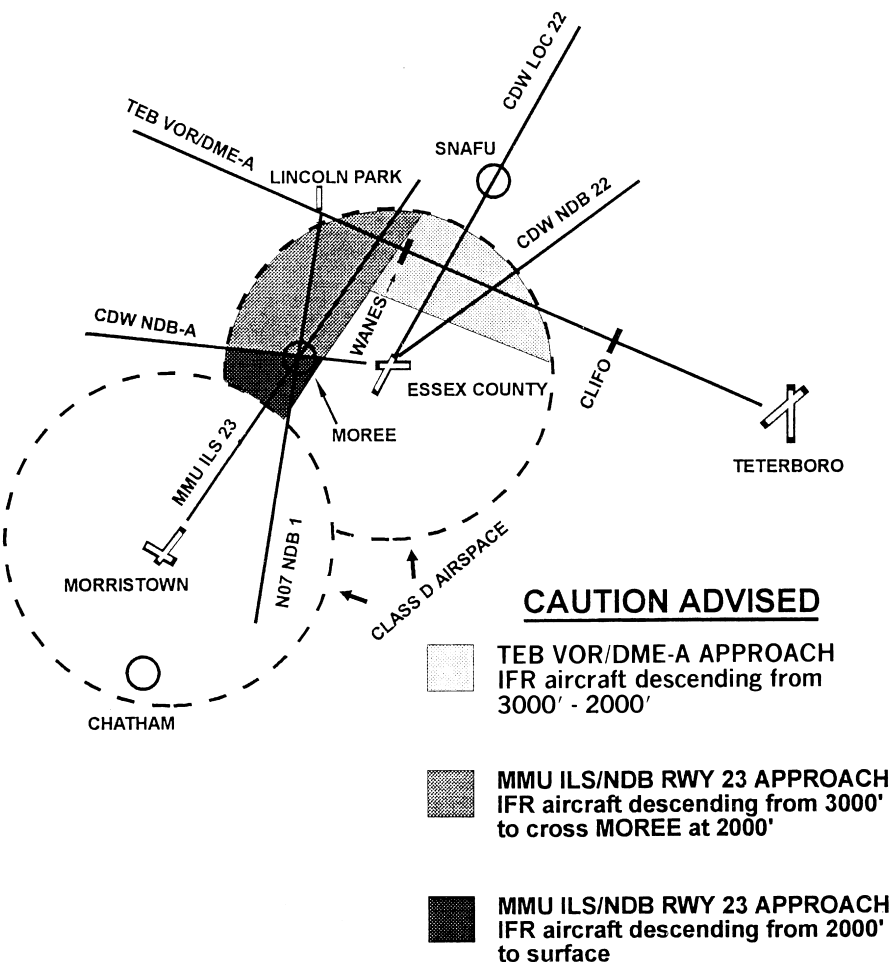 CDW LOC 22
TEB VOR/DME-A
SNAFU
LINCOLN PARK
CDW NDB 22
CDW NDB-A
WANES
ESSEX COUNTY
CLIFO
MOREE
MMU ILS 23
TETERBORO
N07 NDB 1
MORRISTOWN
CLASS D AIRSPACE
CHATHAM
CAUTION ADVISED
TEB VOR/DME-A APPROACH
IFR aircraft descending from
3000' - 2000'
MMU ILS/NDB RWY 23 APPROACH
IFR aircraft descending from 3000'
to cross MOREE at 2000'
MMU ILS/NDB RWY 23 APPROACH
IFR aircraft descending from 2000'
to surface